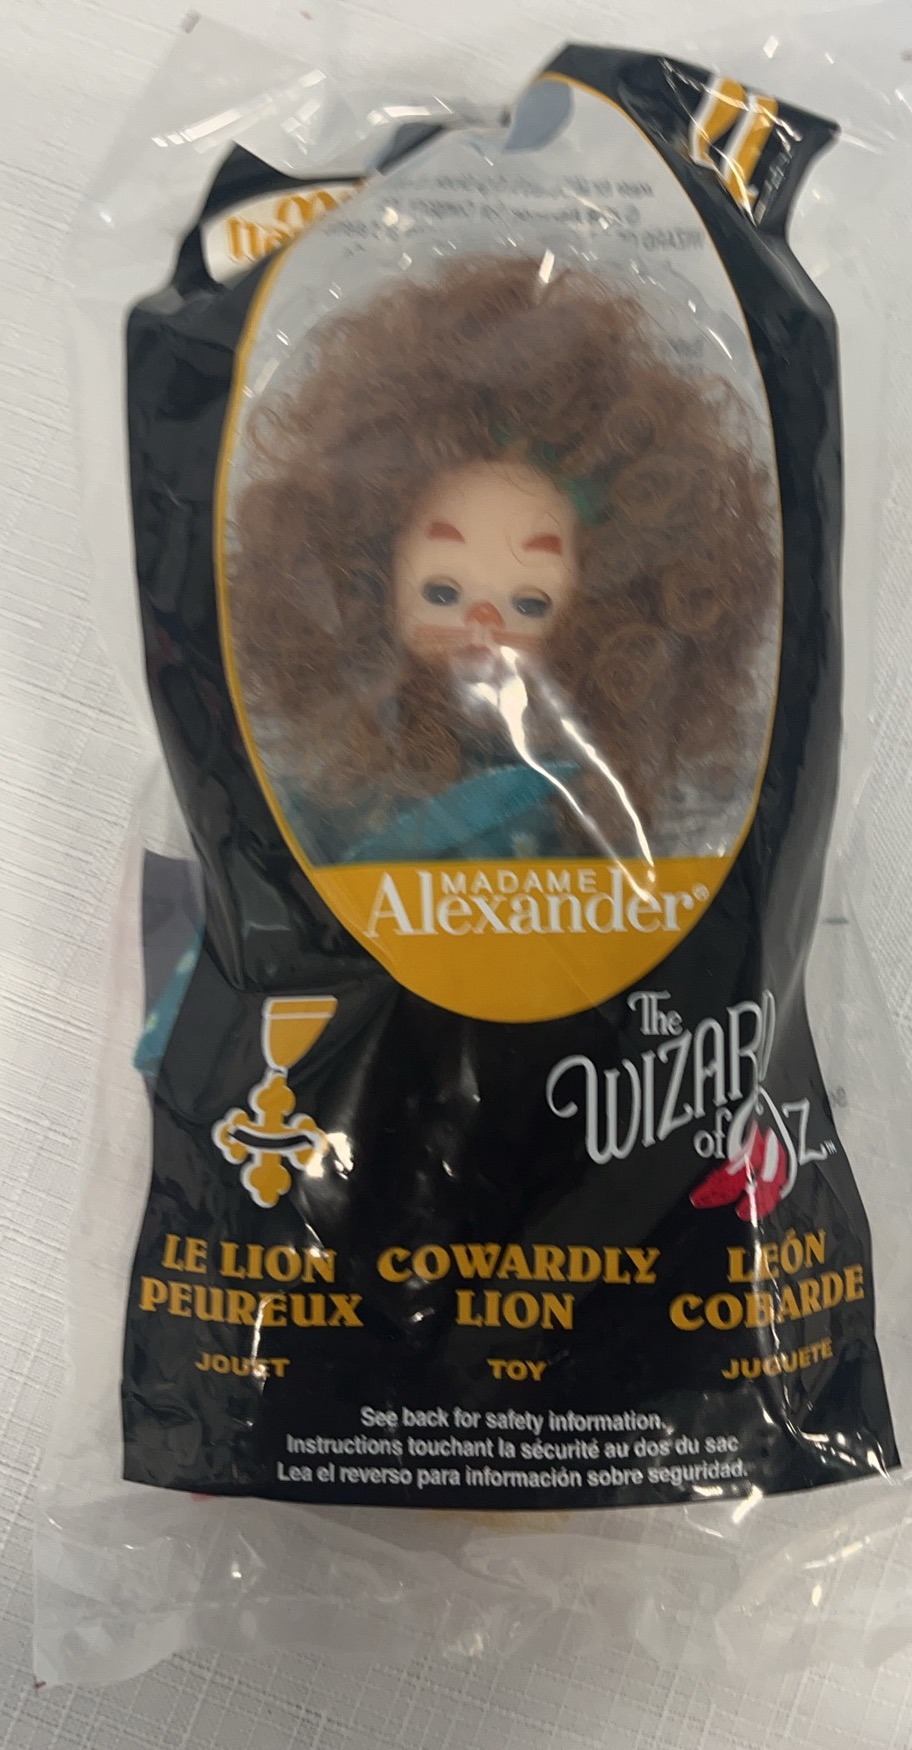 MADAME
Alexander®
The
WIZARD
of OZ™
LE LION
PEUREUX
JOUET
COWARDLY
LION
TOY
LEÓN
COBARDE
JUGUETE
See back for safety information.
Instructions touchant la sécurité au dos du sac
Lea el reverso para información sobre seguridad.